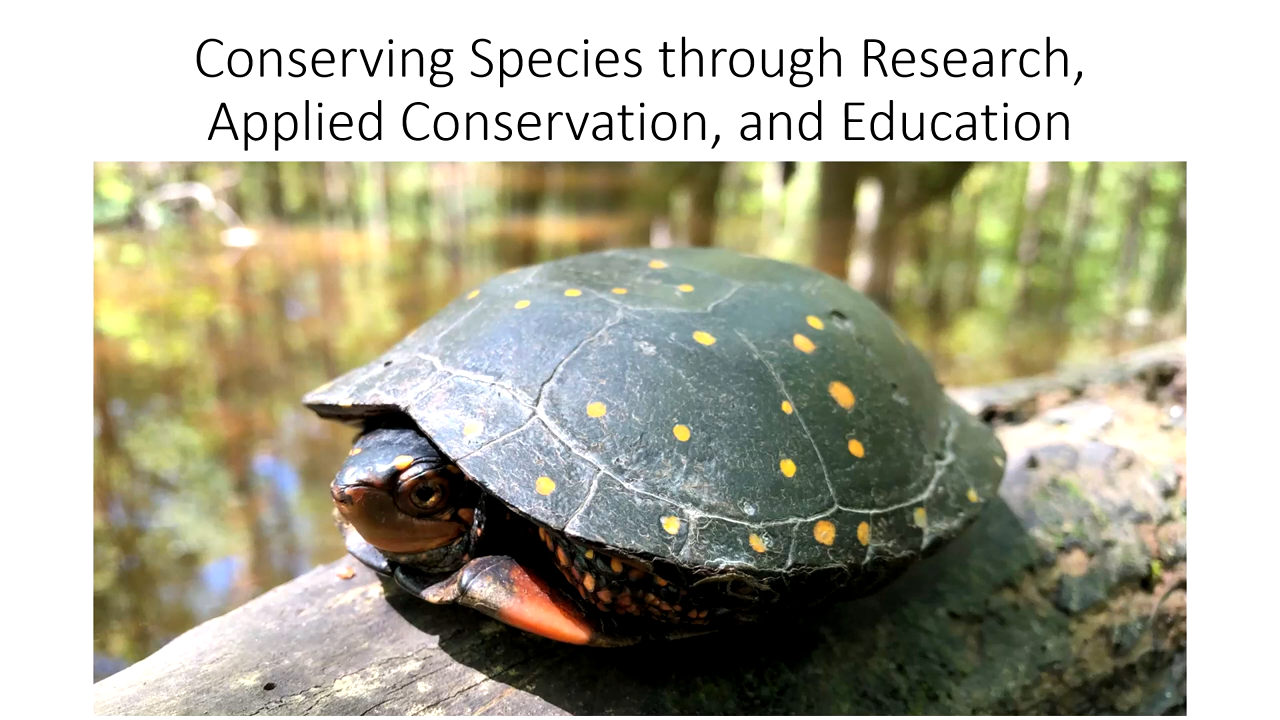 Conserving Species through Research,
Applied Conservation, and Education